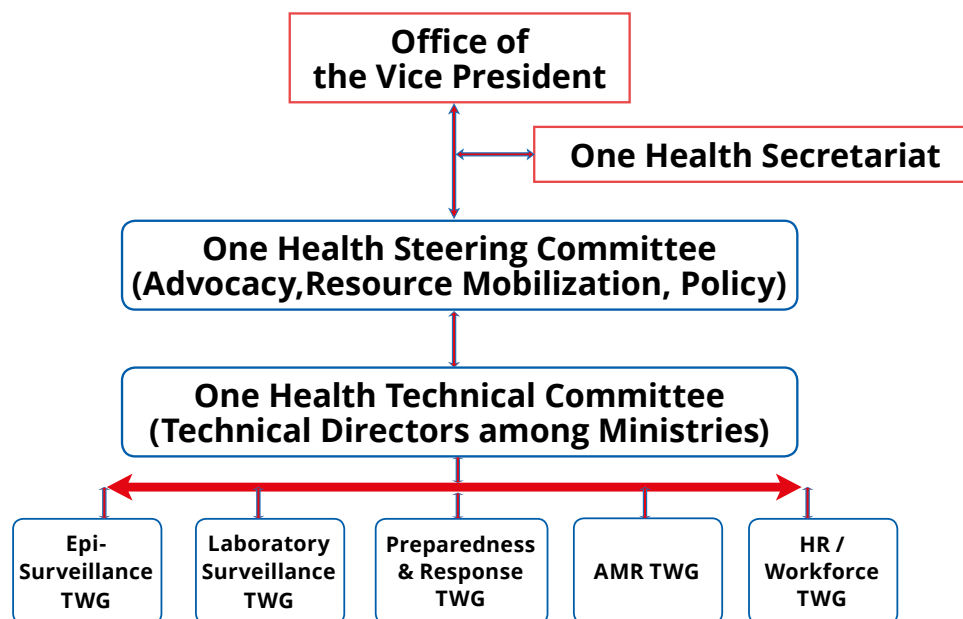 Office of
the Vice President
One Health Secretariat
One Health Steering Committee
(Advocacy,Resource Mobilization, Policy)
One Health Technical Committee
(Technical Directors among Ministries)
Epi-
Surveillance
TWG
Laboratory
Surveillance
TWG
Preparedness
& Response
TWG
AMR TWG
HR /
Workforce
TWG